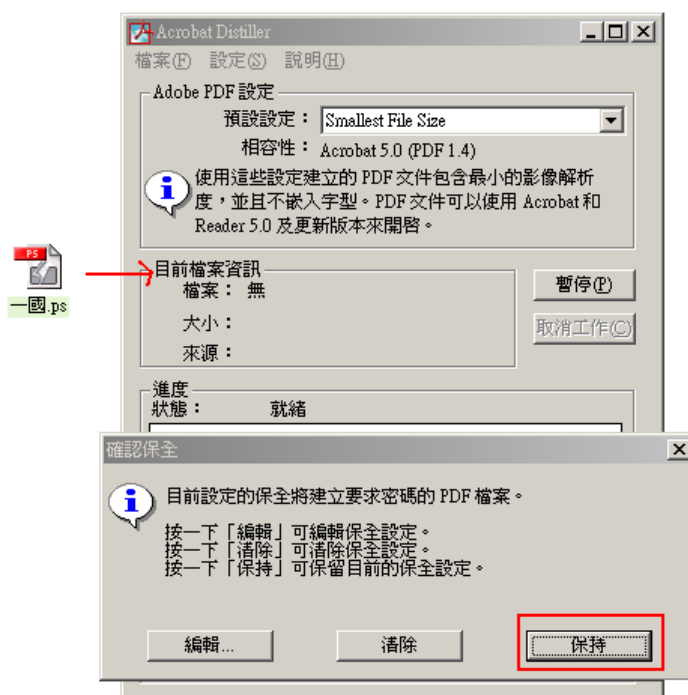 Acrobat Distiller
檔案(F) 設定(S) 說明(H)
Adobe PDF 設定
預設設定： Smallest File Size
相容性： Acrobat 5.0 (PDF 1.4)
使用這些設定建立的 PDF 文件包含最小的影像解析
度，並且不嵌入字型。PDF 文件可以使用 Acrobat 和
Reader 5.0 及更新版本來開啓。
PS
一國.ps
目前檔案資訊
檔案： 無
大小：
來源：
暫停(P)
取消工作(C)
進度
狀態： 就緒
確認保全
目前設定的保全將建立要求密碼的 PDF 檔案。
按一下「編輯」可編輯保全設定。
按一下「清除」可清除保全設定。
按一下「保持」可保留目前的保全設定。
編輯...
清除
保持